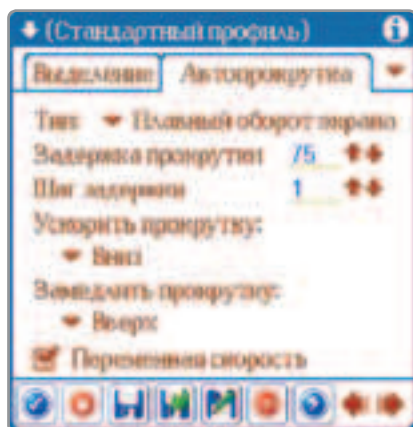 (Стандартный профиль)
Выделение Автопрокрутка
Тип: Плавный оборот экрана
Задержка прокрутки 75
Шаг задержки 1
Ускорить прокрутку:
Вниз
Замедлить прокрутку:
Вверх
Переменная скорость